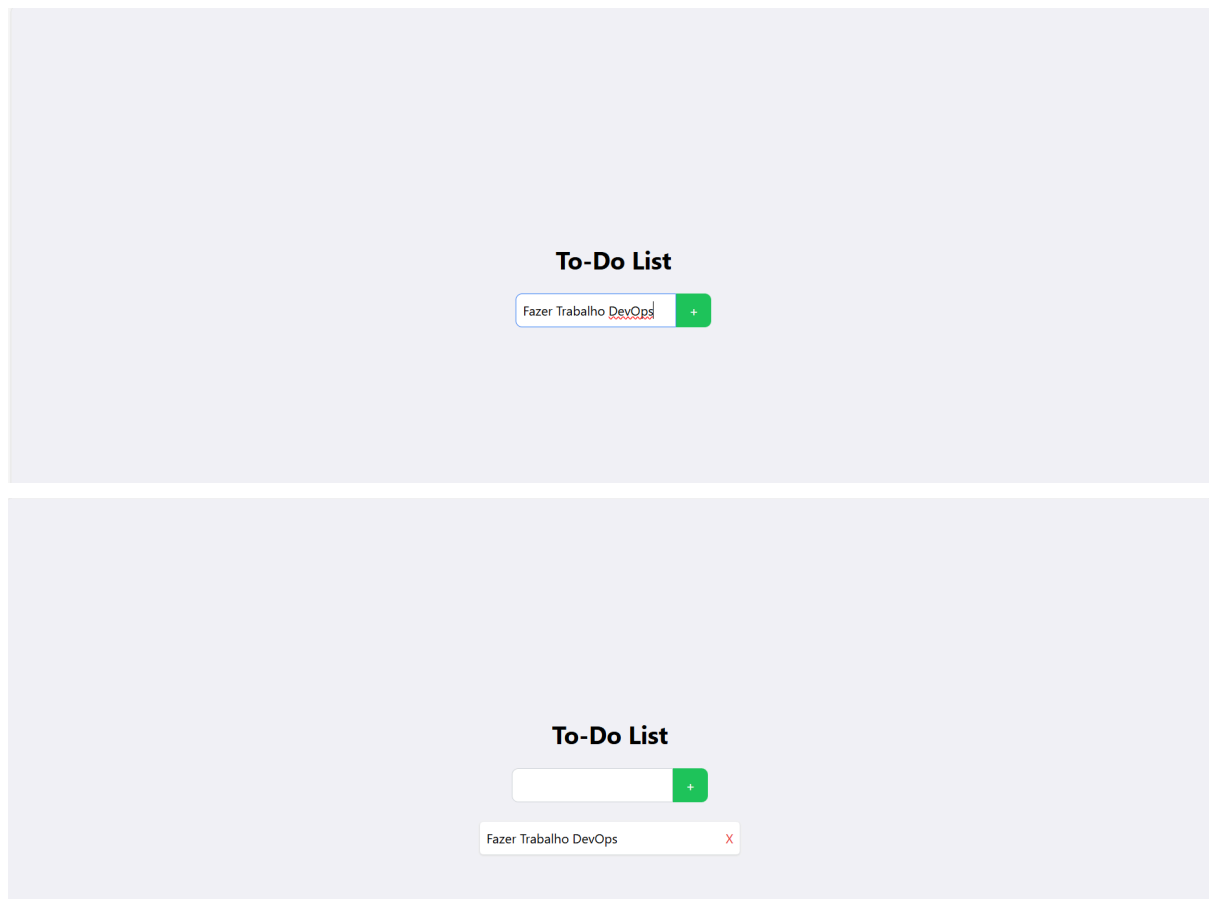 To-Do List
Fazer Trabalho DevOps
+
To-Do List
+
Fazer Trabalho DevOps X